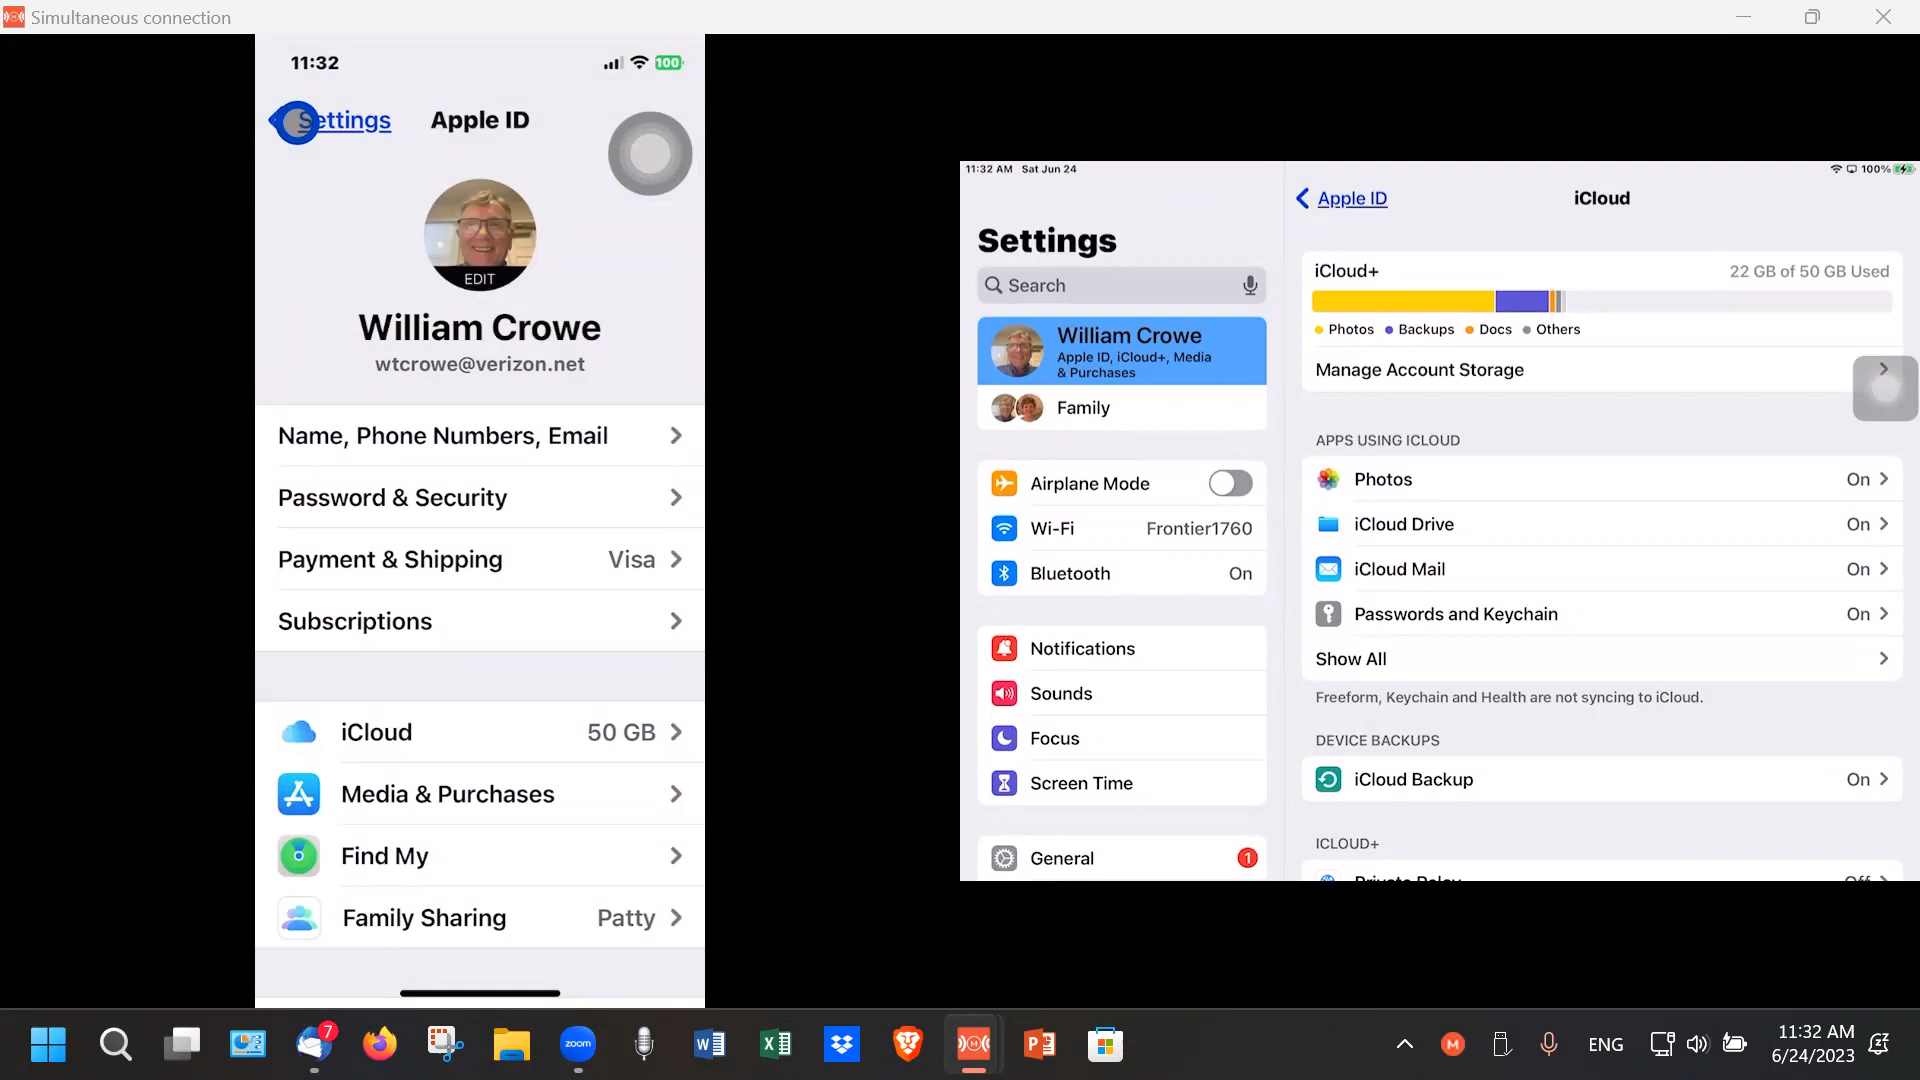 Simultaneous connection
11:32
100
Settings
Apple ID
EDIT
William Crowe
wtcrowe@verizon.net
Name, Phone Numbers, Email
Password & Security
Payment & Shipping Visa
Subscriptions
iCloud 50 GB
Media & Purchases
Find My
Family Sharing Patty
11:32 AM Sat Jun 24
100%
Settings
Search
William Crowe
Apple ID, iCloud+, Media
& Purchases
Family
Airplane Mode
Wi-Fi Frontier1760
Bluetooth On
Notifications
Sounds
Focus
Screen Time
General 1
Apple ID
iCloud
iCloud+ 22 GB of 50 GB Used
Photos Backups Docs Others
Manage Account Storage
APPS USING ICLOUD
Photos On
iCloud Drive On
iCloud Mail On
Passwords and Keychain On
Show All
Freeform, Keychain and Health are not syncing to iCloud.
DEVICE BACKUPS
iCloud Backup On
ICLOUD+
Private Relay Off
7
zoom
W
X
P
M
ENG
11:32 AM
6/24/2023